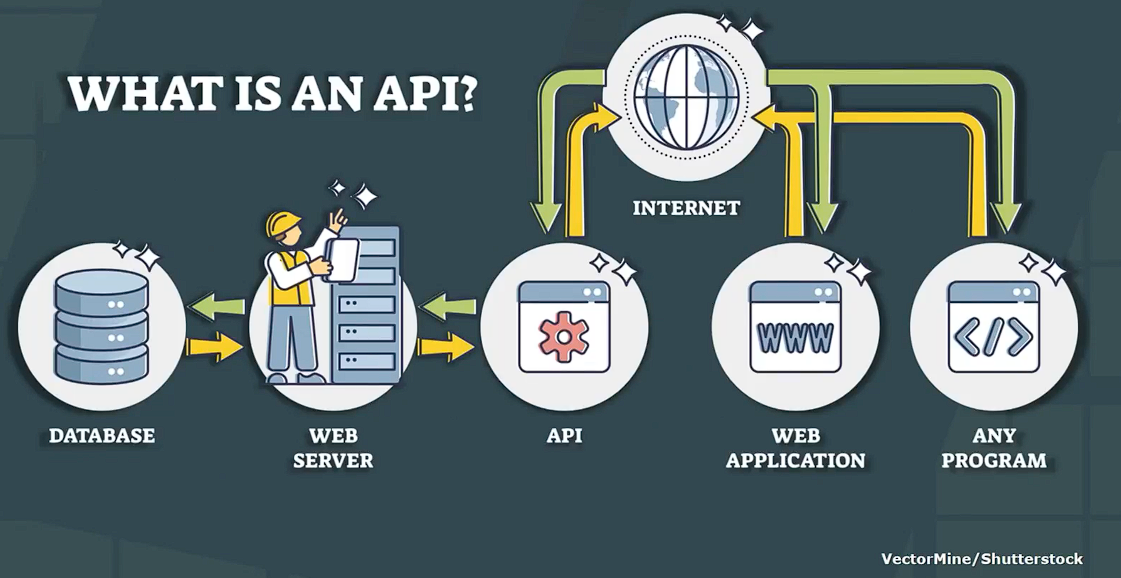 WHAT IS AN API?
INTERNET
DATABASE
WEB
SERVER
API
WWW
WEB
APPLICATION
</>
ANY
PROGRAM
VectorMine/Shutterstock